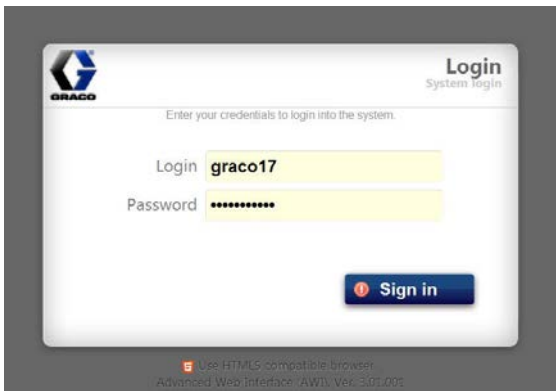 GRACO
Login
System login
Enter your credentials to login into the system.
Login graco17
Password •••••••••••
Sign in
Use HTML5 compatible browser
Advanced Web Interface (AWI), Ver. 3.01.001